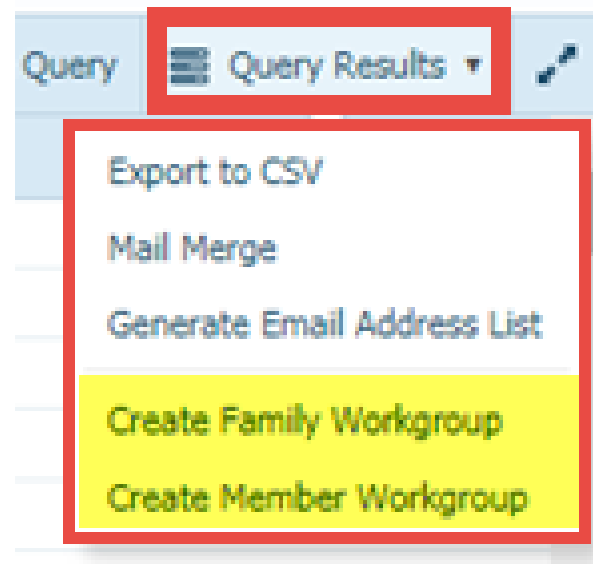 Query Query Results ▾
Export to CSV
Mail Merge
Generate Email Address List
Create Family Workgroup
Create Member Workgroup